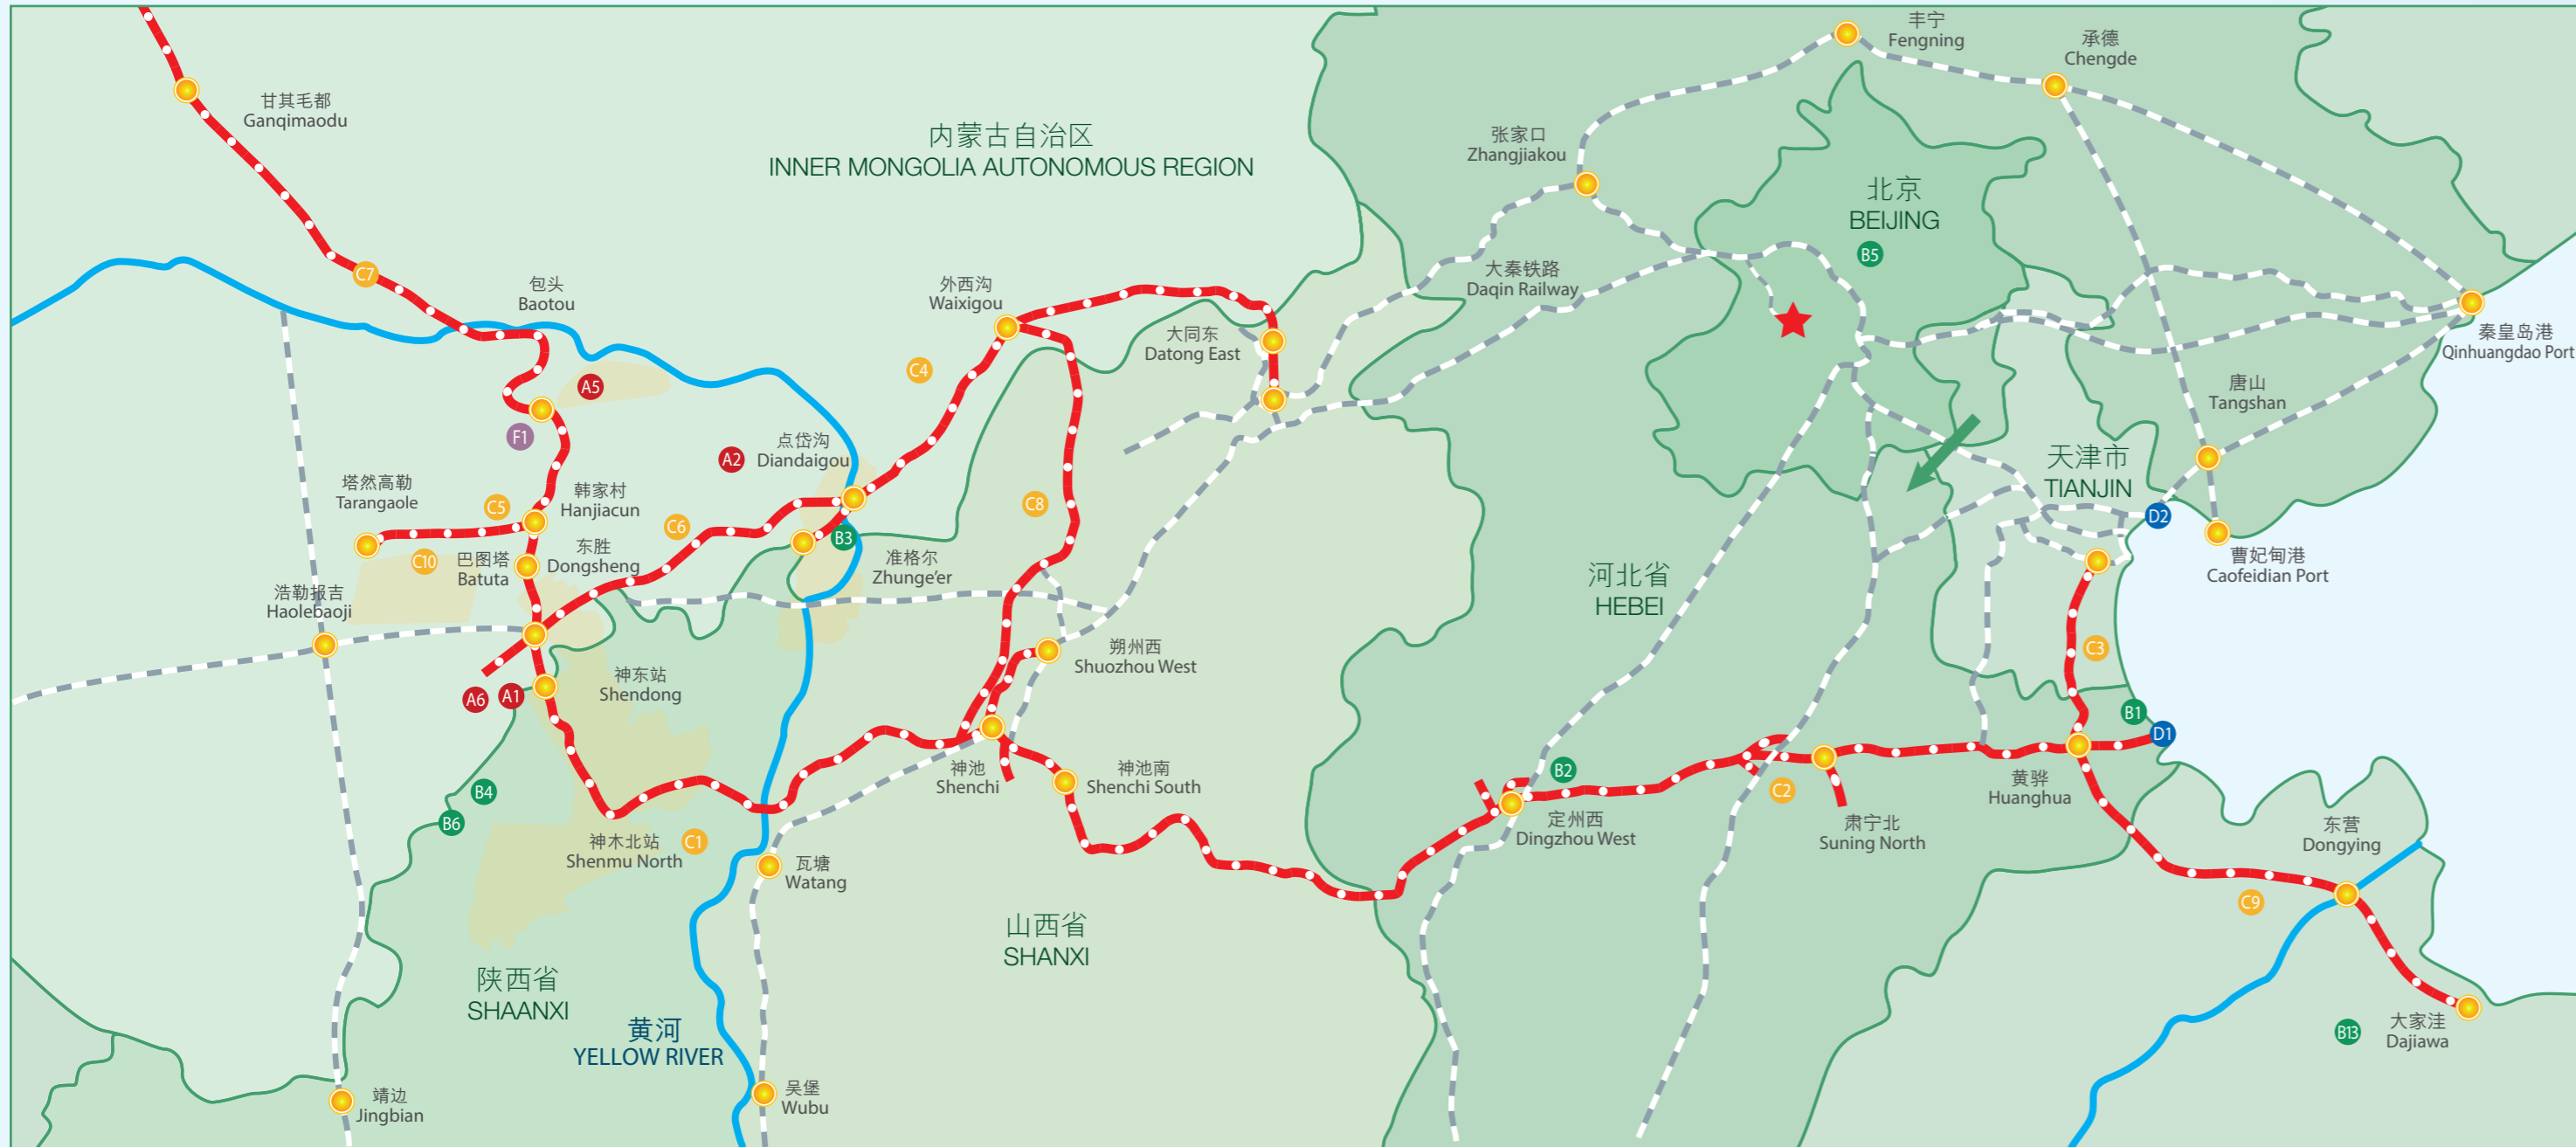 丰宁
Fengning
承德
Chengde
甘其毛都
Ganqimaodu
内蒙古自治区
INNER MONGOLIA AUTONOMOUS REGION
张家口
Zhangjiakou
北京
BEIJING
B5
C7
包头
Baotou
外西沟
Waixigou
大秦铁路
Daqin Railway
大同东
Datong East
秦皇岛港
Qinhuangdao Port
C4
A5
唐山
Tangshan
F1
A2
点岱沟
Diandaigou
天津市
TIANJIN
塔然高勒
Tarangaole
C5
韩家村
Hanjiacun
C6
C8
D2
B3
C10
巴图塔
Batuta
东胜
Dongsheng
准格尔
Zhunge'er
河北省
HEBEI
曹妃甸港
Caofeidian Port
浩勒报吉
Haolebaoji
朔州西
Shuozhou West
C3
A6
A1
神东站
Shendong
B1
D1
神池
Shenchi
神池南
Shenchi South
B2
C2
黄骅
Huanghua
B4
B6
神木北站
Shenmu North
C1
定州西
Dingzhou West
肃宁北
Suning North
东营
Dongying
瓦塘
Watang
C9
山西省
SHANXI
陕西省
SHAANXI
黄河
YELLOW RIVER
B13
大家洼
Dajiawa
靖边
Jingbian
吴堡
Wubu